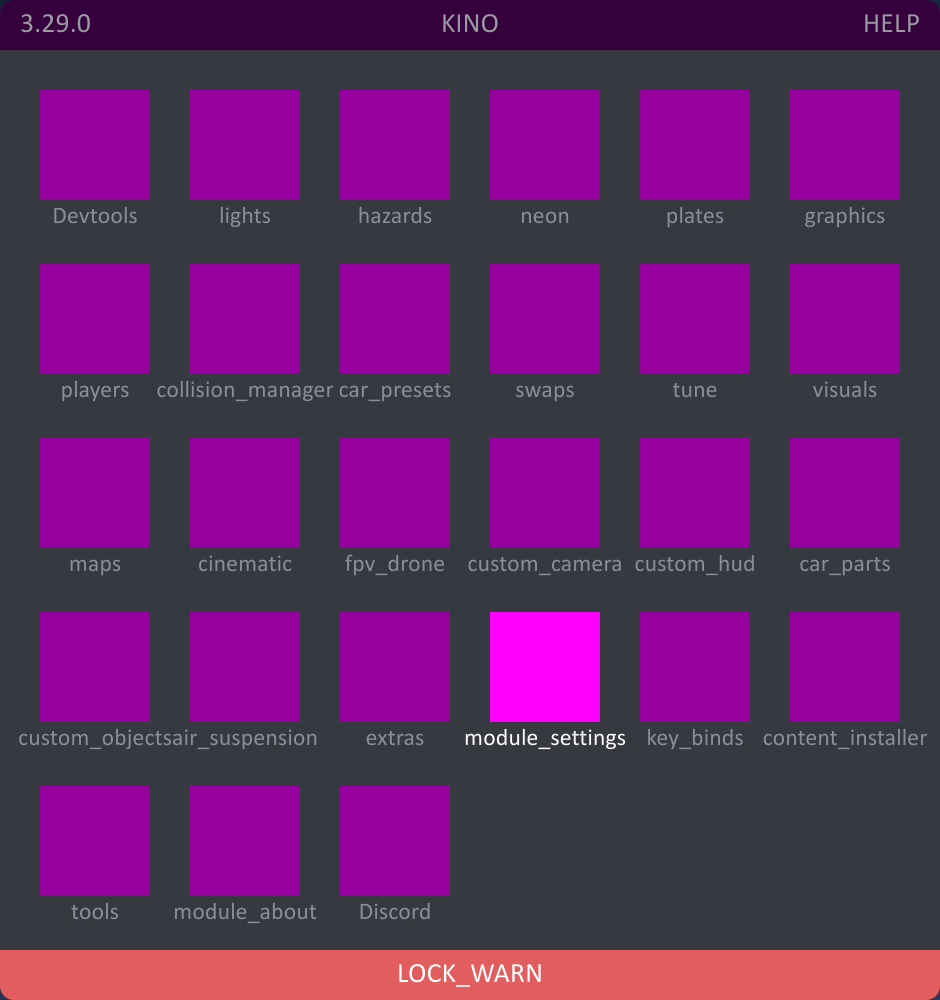 3.29.0 KINO HELP
Devtools lights hazards neon plates graphics
players collision_manager car_presets swaps tune visuals
maps cinematic fpv_drone custom_camera custom_hud car_parts
custom_objects air_suspension extras module_settings key_binds content_installer
tools module_about Discord
LOCK_WARN